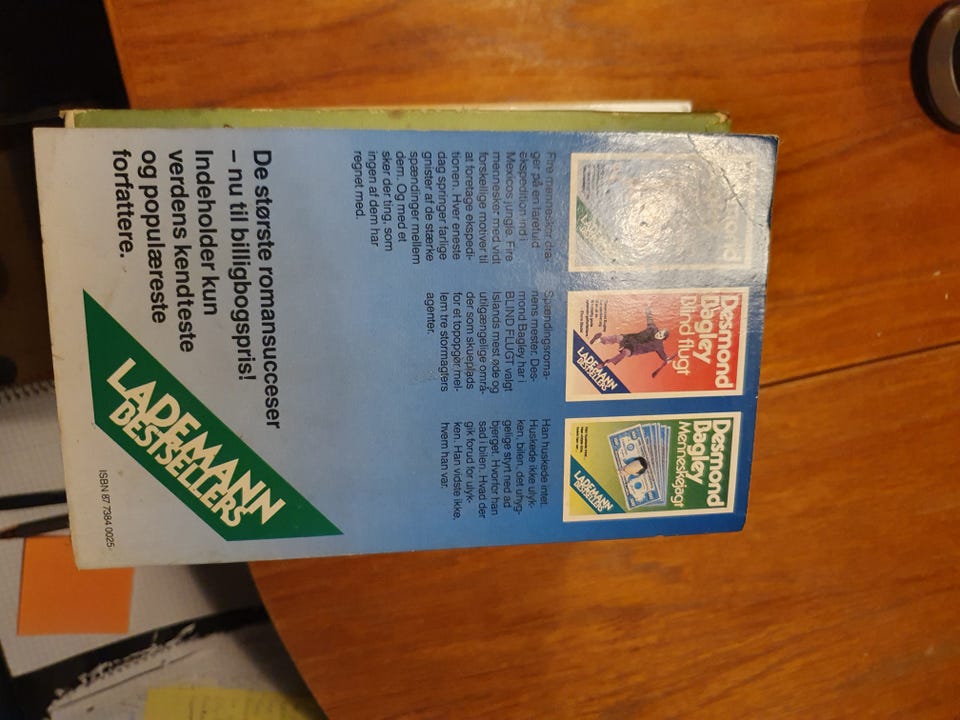 Desmond
Bagley
Blind flugt
LADEMANN
BESTSELLERS
Desmond
Bagley
Menneskejagt
LADEMANN
BESTSELLERS
Fire mennesker dra-
ger på en farefuld
ekspedition ind i
Mexicos jungle. Fire
mennesker med vidt
forskellige motiver til
at foretage ekspedi-
tionen. Hver eneste
dag springer farlige
gnister af de stærke
spændinger mellem
dem. Og med et
sker der ting, som
ingen af dem har
regnet med.
Spændingsroma-
nens mester, Des-
mond Bagley har i
BLIND FLUGT valgt
Islands mest øde og
utilgængelige områ-
der som skueplads
for et topopgør mel-
lem tre stormagters
agenter.
Han huskede intet.
Huskede ikke ulyk-
ken, bilen, det uhyg-
gelige styrt ned ad
bjerget. Hvorfor han
sad i bilen. Hvad der
gik forud for ulyk-
ken. Han vidste ikke,
hvem han var.
De største romansucceser
– nu til billigbogspris!
Indeholder kun
verdens kendteste
og populæreste
forfattere.
LADEMANN
BESTSELLERS
ISBN 87 7384 0025